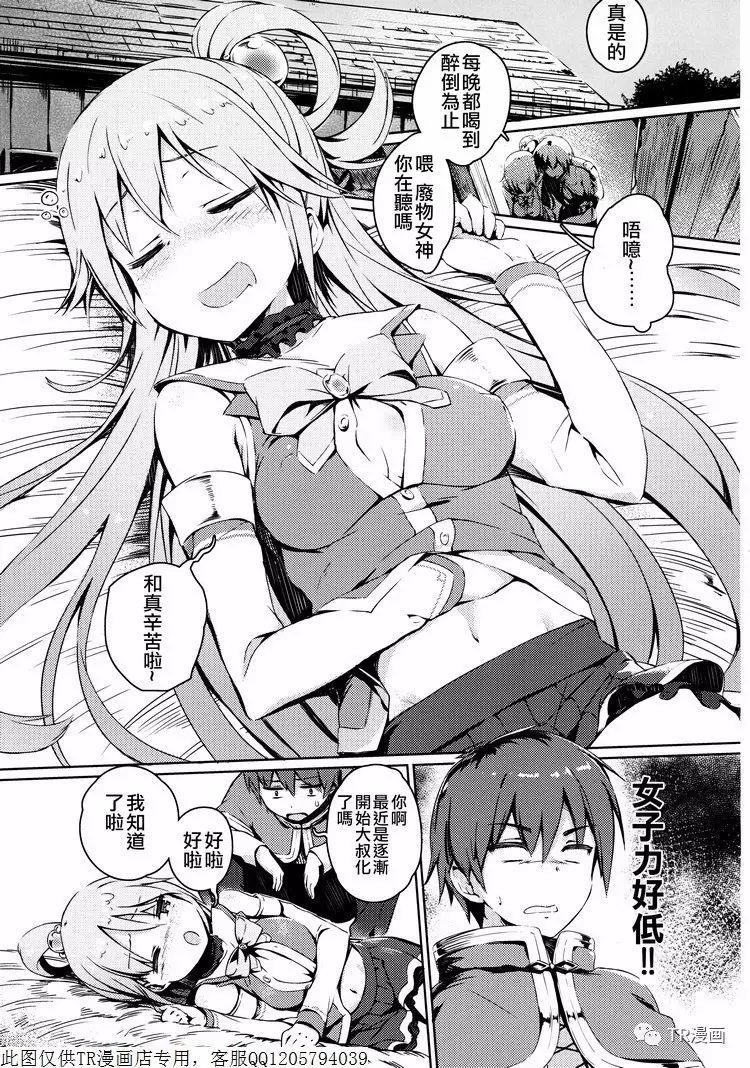 真是的
每晚都喝到
醉倒為止
喂 廢物女神
你在聽嗎
唔噫~……
和真辛苦啦~
女子力好低!!
你啊
最近是逐漸
開始大叔化
了嗎
好啦
好啦
我知道
了啦
TR漫画
此图仅供TR漫画店专用，客服QQ1205794039